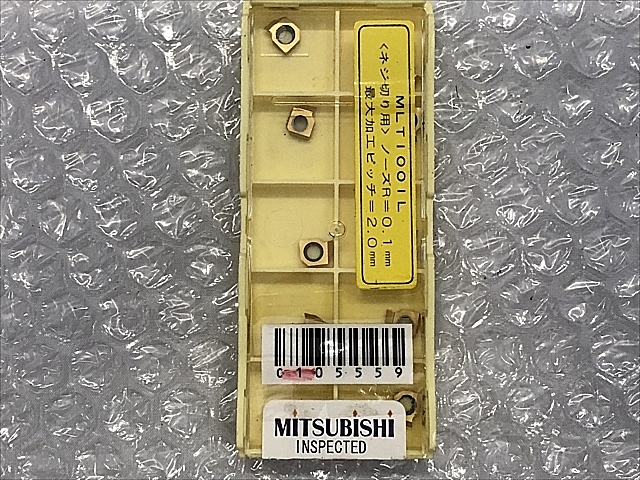 MLT1001L
<ネジ切り用> ノーズR=0.1mm
最大加工ピッチ=2.0mm
0105559
MITSUBISHI
INSPECTED